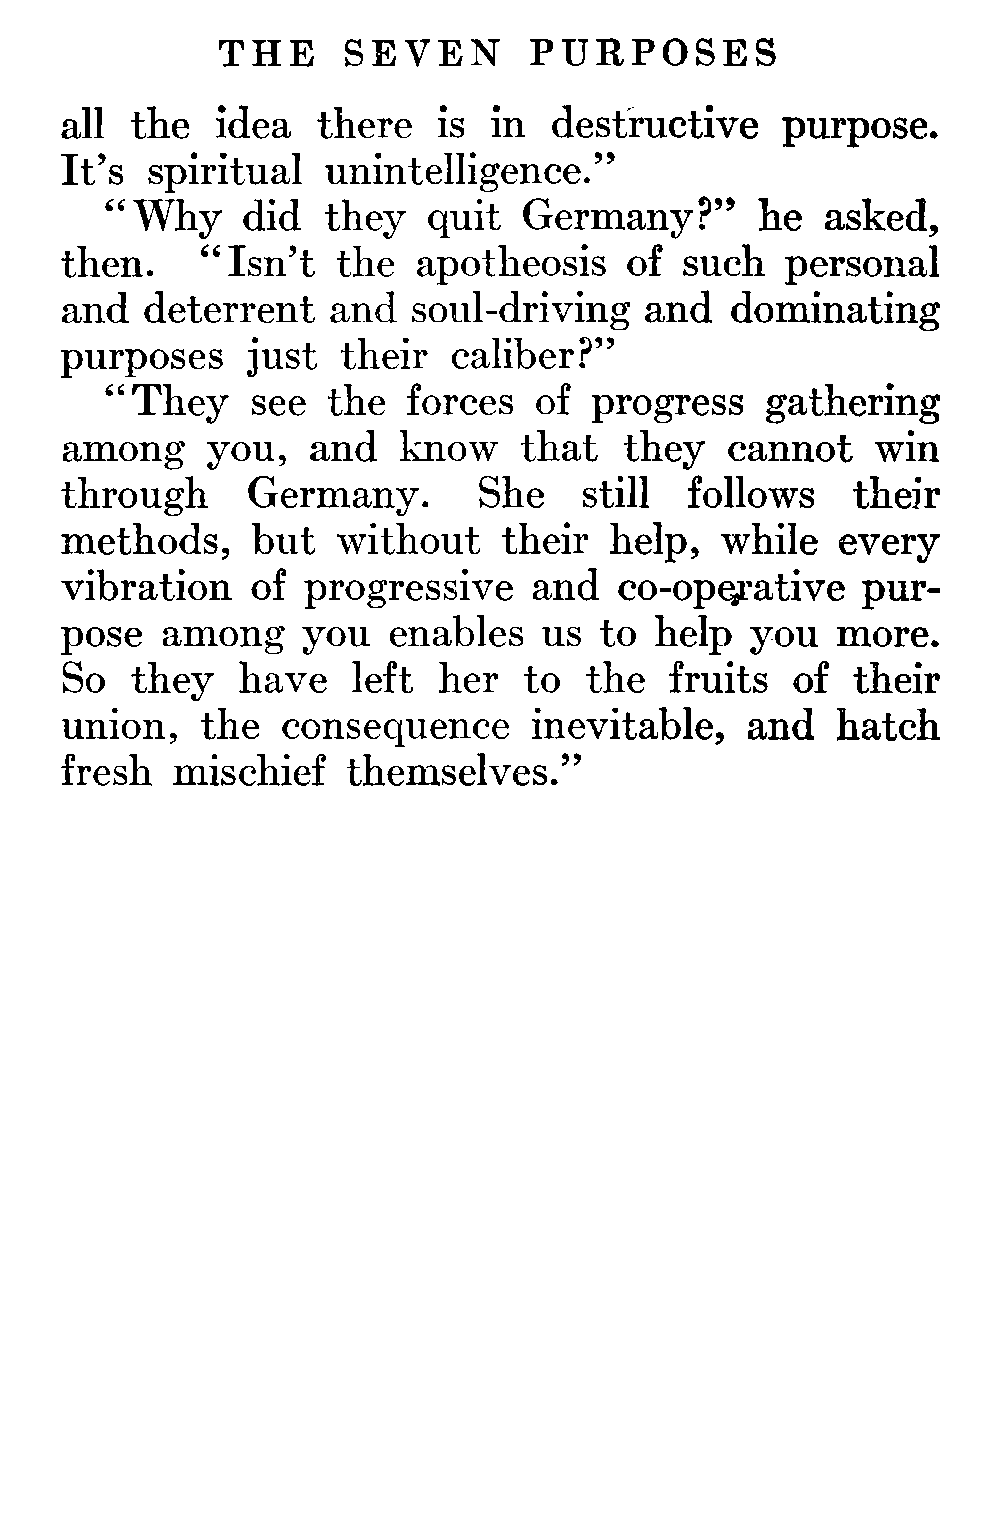 THE SEVEN PURPOSES
all the idea there is in destructive purpose.
It’s spiritual unintelligence.”
“Why did they quit Germany?” he asked,
then. “Isn’t the apotheosis of such personal
and deterrent and soul-driving and dominating
purposes just their caliber?”
“They see the forces of progress gathering
among you, and know that they cannot win
through Germany. She still follows their
methods, but without their help, while every
vibration of progressive and co-operative pur-
pose among you enables us to help you more.
So they have left her to the fruits of their
union, the consequence inevitable, and hatch
fresh mischief themselves.”